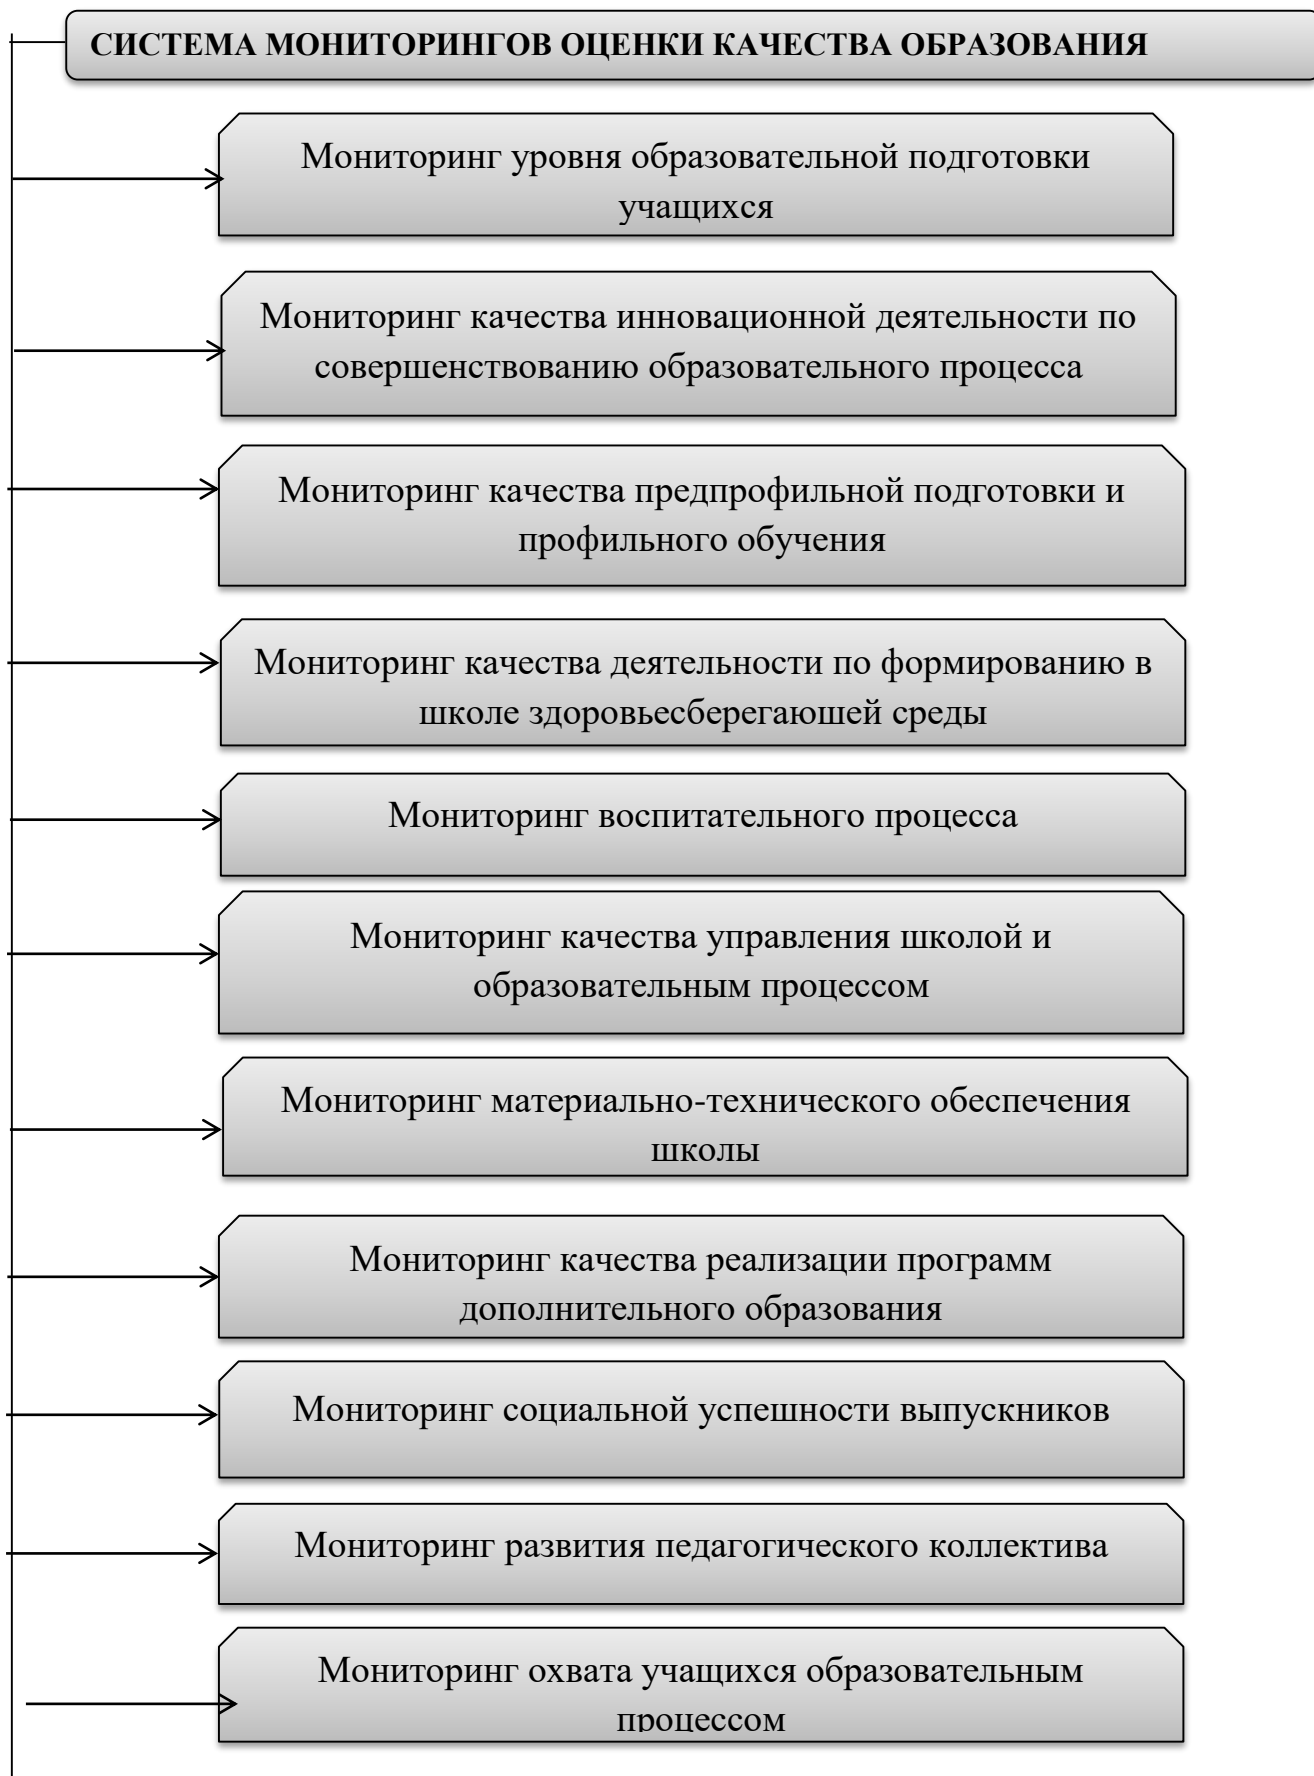 СИСТЕМА МОНИТОРИНГОВ ОЦЕНКИ КАЧЕСТВА ОБРАЗОВАНИЯ
Мониторинг уровня образовательной подготовки
учащихся
Мониторинг качества инновационной деятельности по
совершенствованию образовательного процесса
Мониторинг качества предпрофильной подготовки и
профильного обучения
Мониторинг качества деятельности по формированию в
школе здоровьесберегаюшей среды
Мониторинг воспитательного процесса
Мониторинг качества управления школой и
образовательным процессом
Мониторинг материально-технического обеспечения
школы
Мониторинг качества реализации программ
дополнительного образования
Мониторинг социальной успешности выпускников
Мониторинг развития педагогического коллектива
Мониторинг охвата учащихся образовательным
процессом